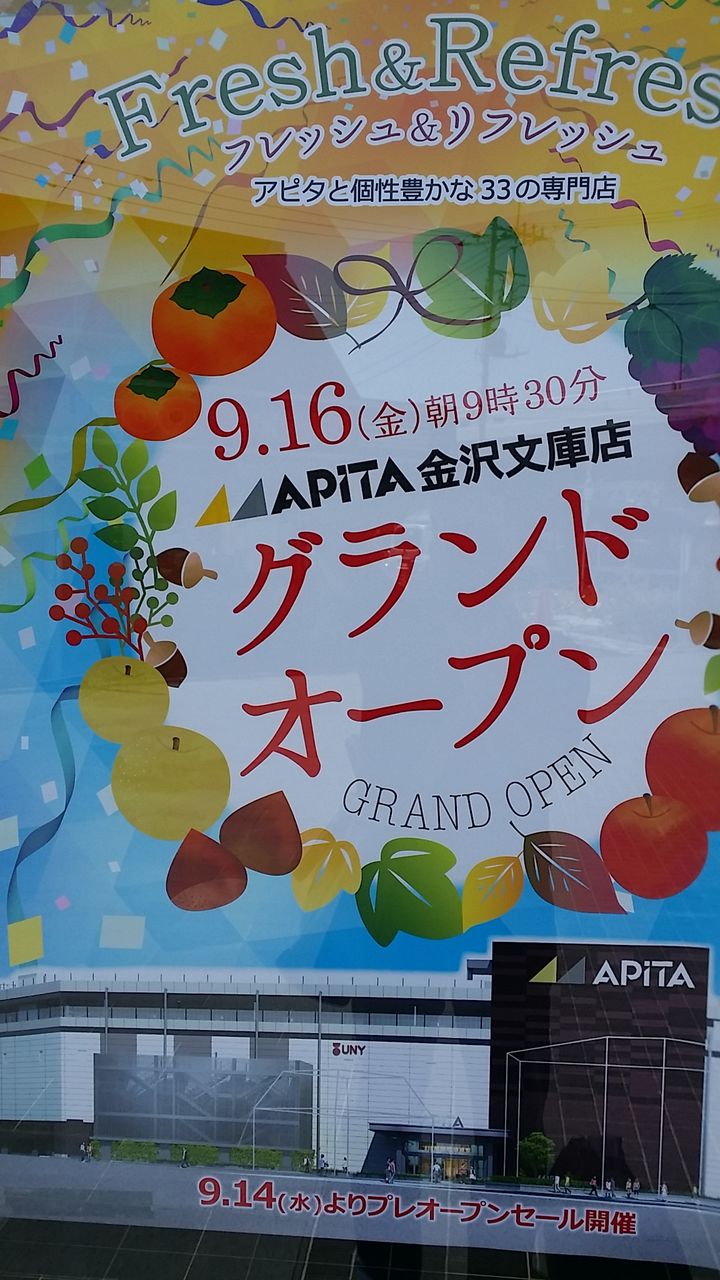 Fresh&Refres
フレッシュ&リフレッシュ
アピタと個性豊かな33の専門店
9.16(金)朝9時30分
APiTA金沢文庫店
グランド
オープン
GRAND OPEN
APiTA
UNY
A
9.14(水)よりプレオープンセール開催